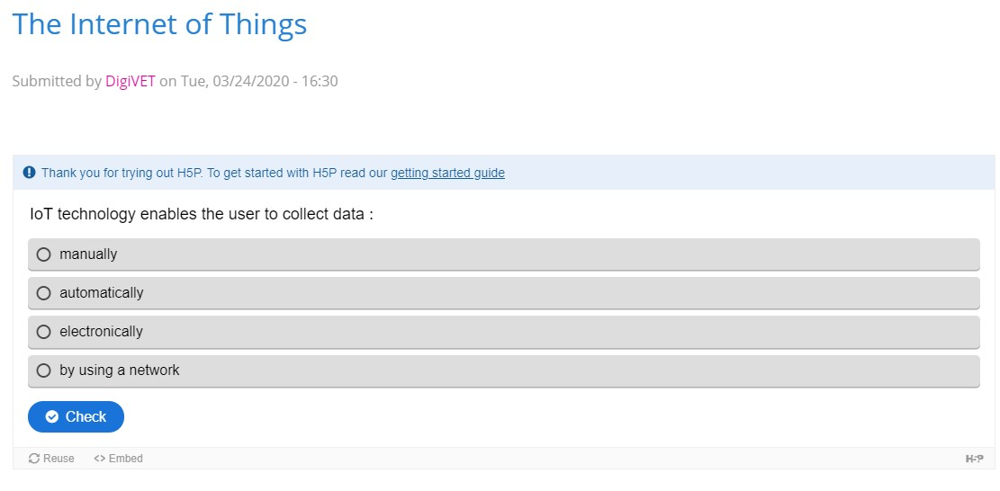 The Internet of Things
Submitted by DigiVET on Tue, 03/24/2020 - 16:30
Thank you for trying out H5P. To get started with H5P read our getting started guide
IoT technology enables the user to collect data :
manually
automatically
electronically
by using a network
Check
Reuse <> Embed
H5P